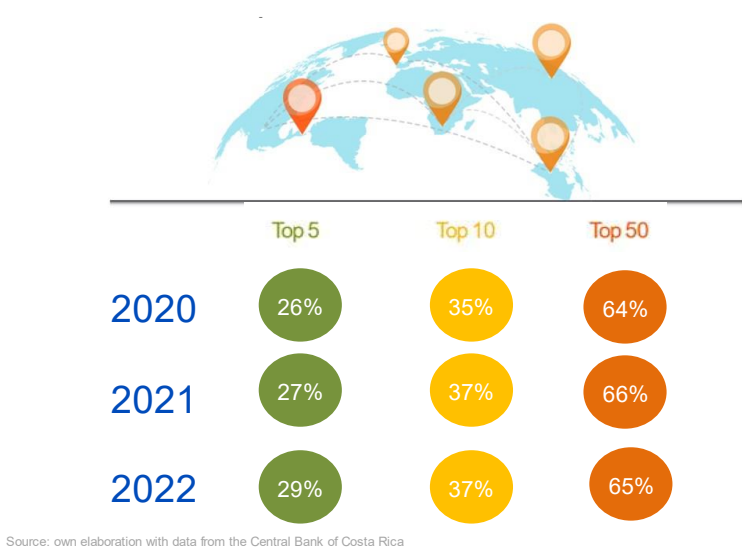 Top 5 Top 10 Top 50
2020 26% 35% 64%
2021 27% 37% 66%
2022 29% 37% 65%
Source: own elaboration with data from the Central Bank of Costa Rica